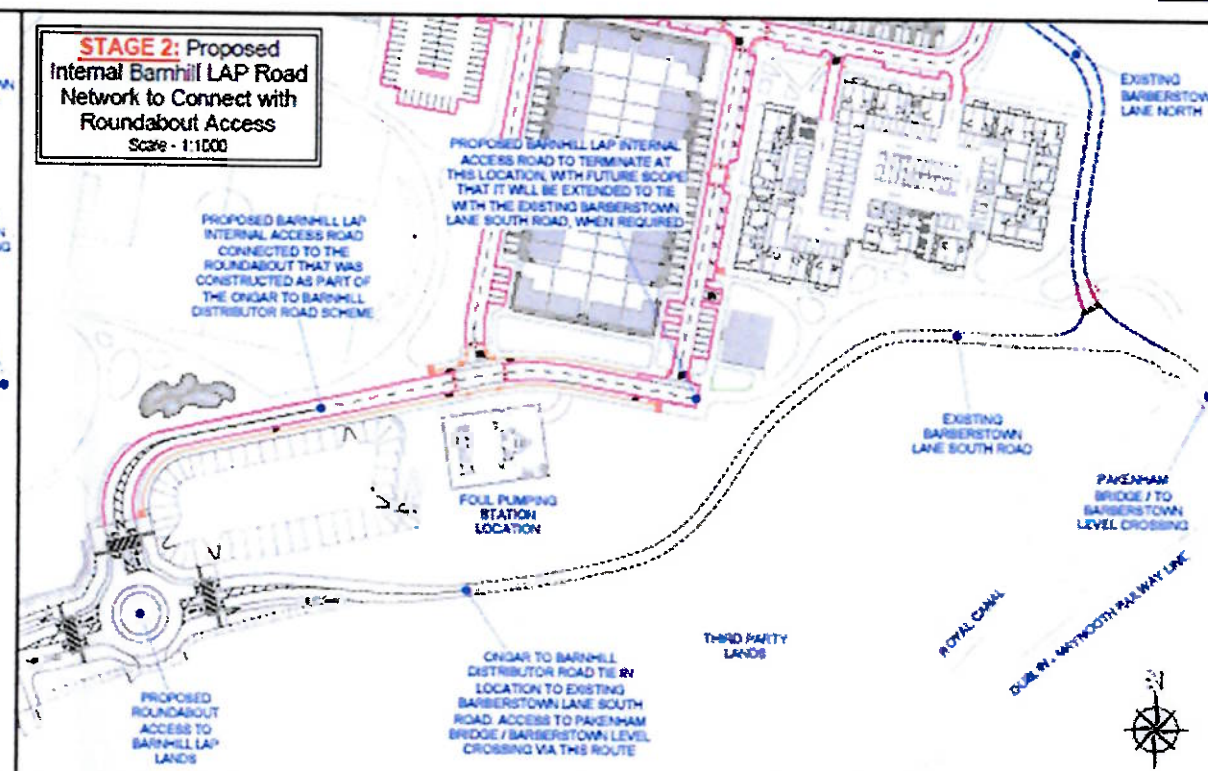 STAGE 2: Proposed
Internal Barnhill LAP Road
Network to Connect with
Roundabout Access
Scale - 1:1000
EXISTING
BARBERSTOWN
LANE NORTH
PROPOSED BARNHILL LAP INTERNAL
ACCESS ROAD TO TERMINATE AT
THIS LOCATION, WITH FUTURE SCOPE
THAT IT WILL BE EXTENDED TO TIE
WITH THE EXISTING BARBERSTOWN
LANE SOUTH ROAD, WHEN REQUIRED
PROPOSED BARNHILL LAP
INTERNAL ACCESS ROAD
CONNECTED TO THE
ROUNDABOUT THAT WAS
CONSTRUCTED AS PART OF
THE ONGAR TO BARNHILL
DISTRIBUTOR ROAD SCHEME
EXISTING
BARBERSTOWN
LANE SOUTH ROAD
PAKENHAM
BRIDGE / TO
BARBERSTOWN
LEVEL CROSSING
FOUL PUMPING
STATION
LOCATION
ROYAL CANAL
DUBLIN - MAYNOOTH RAILWAY LINE
THIRD PARTY
LANDS
ONGAR TO BARNHILL
DISTRIBUTOR ROAD TIE IN
LOCATION TO EXISTING
BARBERSTOWN LANE SOUTH
ROAD. ACCESS TO PAKENHAM
BRIDGE / BARBERSTOWN LEVEL
CROSSING VIA THIS ROUTE
PROPOSED
ROUNDABOUT
ACCESS TO
BARNHILL LAP
LANDS
N